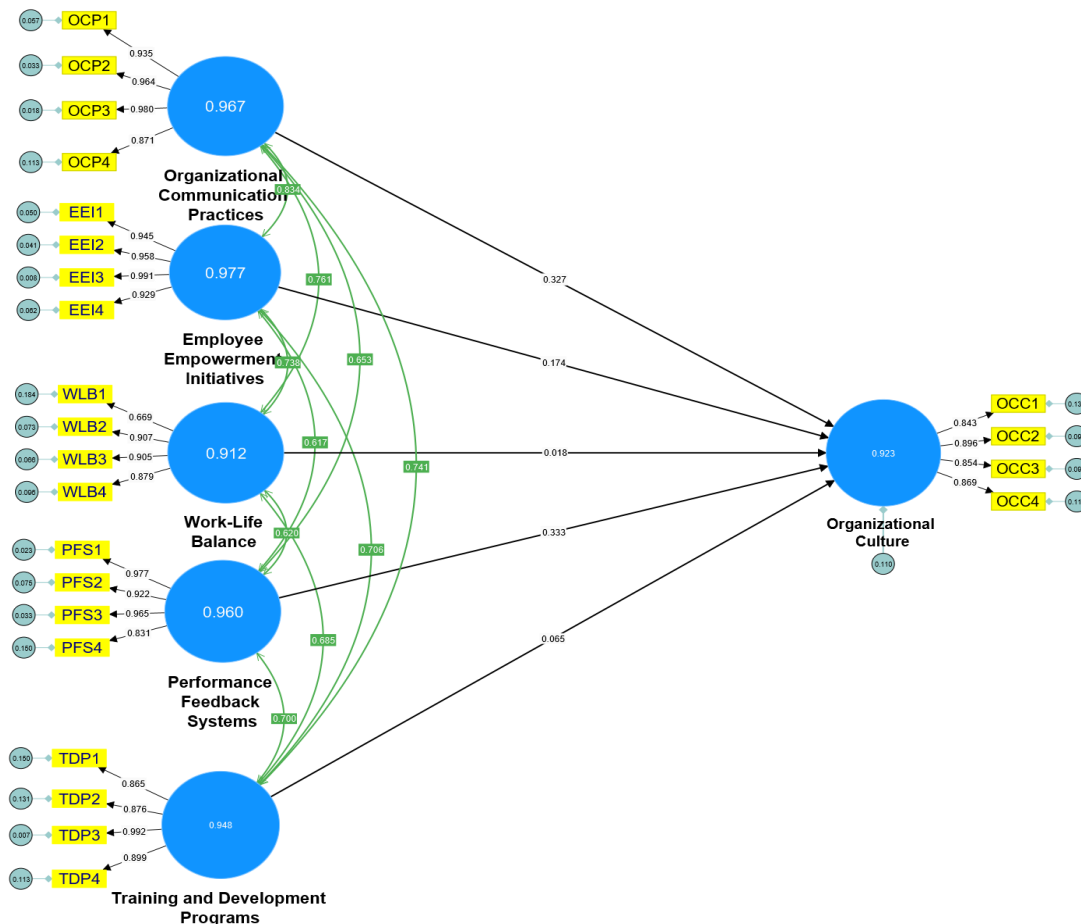 0.057
OCP1
0.935
0.033
OCP2
0.964
0.018
OCP3
0.980
0.113
OCP4
0.871
0.967
Organizational
Communication
Practices
0.834
0.050
EEI1
0.945
0.041
EEI2
0.958
0.008
EEI3
0.991
0.062
EEI4
0.929
0.977
Employee
Empowerment
Initiatives
0.761
0.738
0.653
0.617
0.741
0.184
WLB1
0.669
0.073
WLB2
0.907
0.066
WLB3
0.905
0.096
WLB4
0.879
0.912
Work-Life
Balance
0.620
0.706
0.023
PFS1
0.977
0.075
PFS2
0.922
0.033
PFS3
0.965
0.150
PFS4
0.831
0.960
Performance
Feedback
Systems
0.685
0.700
0.150
TDP1
0.865
0.131
TDP2
0.876
0.007
TDP3
0.992
0.113
TDP4
0.899
0.948
Training and Development
Programs
0.327
0.174
0.018
0.333
0.065
0.923
Organizational
Culture
0.110
0.843
OCC1
0.896
OCC2
0.854
OCC3
0.869
OCC4